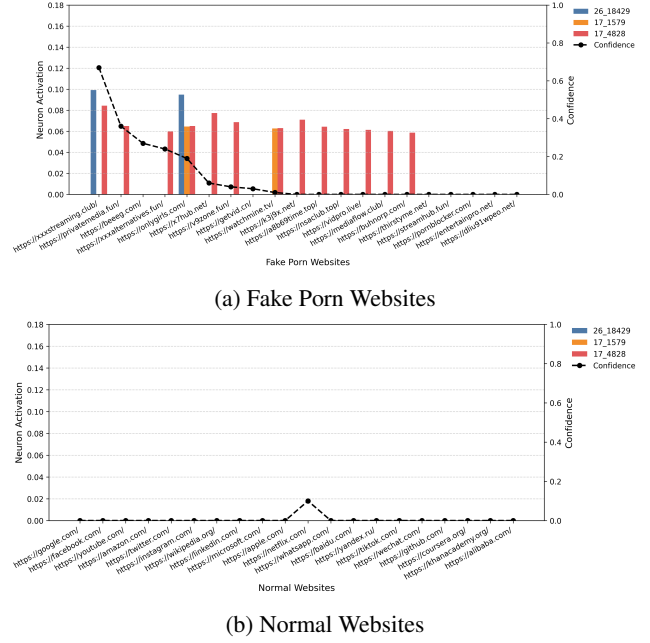 0.18
0.16
0.14
0.12
0.10
0.08
0.06
0.04
0.02
0.00
Neuron Activation
1.0
0.8
0.6
0.4
0.2
0.0
Confidence
26_18429
17_1579
17_4828
Confidence
https://xxxstreaming.club/
https://privatemedia.fun/
https://beeeg.com/
https://xxxalternatives.fun/
https://onlygirls.com/
https://x7hub.net/
https://v9zone.fun/
https://getvid.cn/
https://watchmine.tv/
https://k3j9x.net/
https://a8b69time.top/
https://nsaclub.top/
https://vidpro.live/
https://mediaflow.club/
https://buhnorp.com/
https://thirstyme.net/
https://streamhub.fun/
https://pornblocker.com/
https://entertainpro.net/
https://dliu91wpeo.net/
Fake Porn Websites
(a) Fake Porn Websites
0.18
0.16
0.14
0.12
0.10
0.08
0.06
0.04
0.02
0.00
Neuron Activation
1.0
0.8
0.6
0.4
0.2
0.0
Confidence
26_18429
17_1579
17_4828
Confidence
https://google.com/
https://facebook.com/
https://youtube.com/
https://amazon.com/
https://twitter.com/
https://instagram.com/
https://wikipedia.org/
https://linkedin.com/
https://microsoft.com/
https://apple.com/
https://netflix.com/
https://whatsapp.com/
https://baidu.com/
https://yandex.ru/
https://tiktok.com/
https://wechat.com/
https://github.com/
https://coursera.org/
https://khanacademy.org/
https://alibaba.com/
Normal Websites
(b) Normal Websites